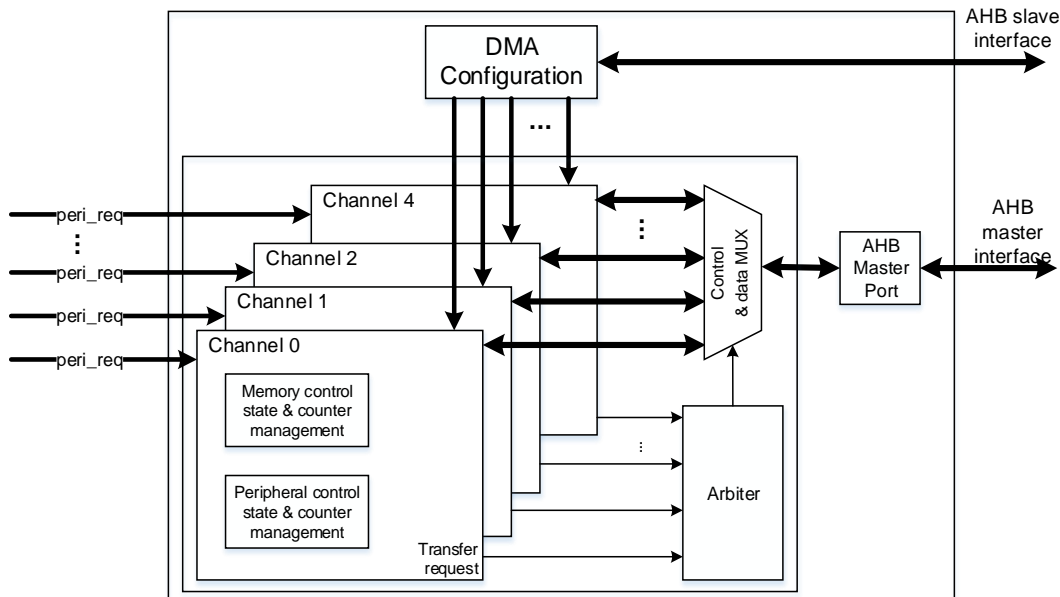 AHB slave
interface
DMA
Configuration
...
Channel 4
peri_req
...
...
Channel 2
peri_req
Channel 1
peri_req
Channel 0
peri_req
Control
& data MUX
AHB
Master
Port
AHB
master
interface
Memory control
state & counter
management
...
Peripheral control
state & counter
management
Arbiter
Transfer
request